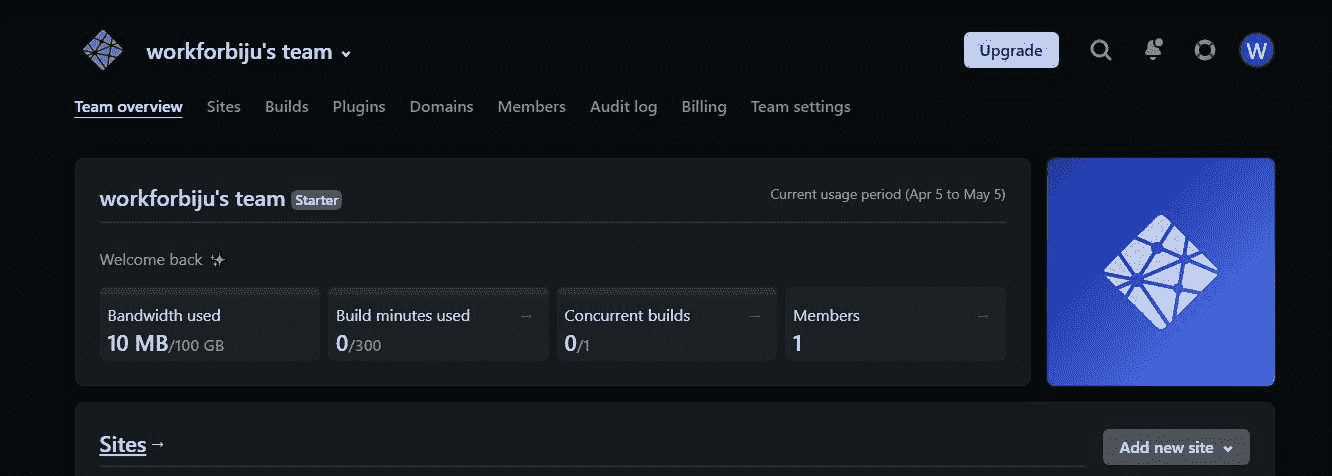 workforbiju's team
Upgrade
W
Team overview Sites Builds Plugins Domains Members Audit log Billing Team settings
workforbiju's team Starter
Current usage period (Apr 5 to May 5)
Welcome back
Bandwidth used
10 MB/100 GB
Build minutes used →
0/300
Concurrent builds →
0/1
Members →
1
Sites →
Add new site